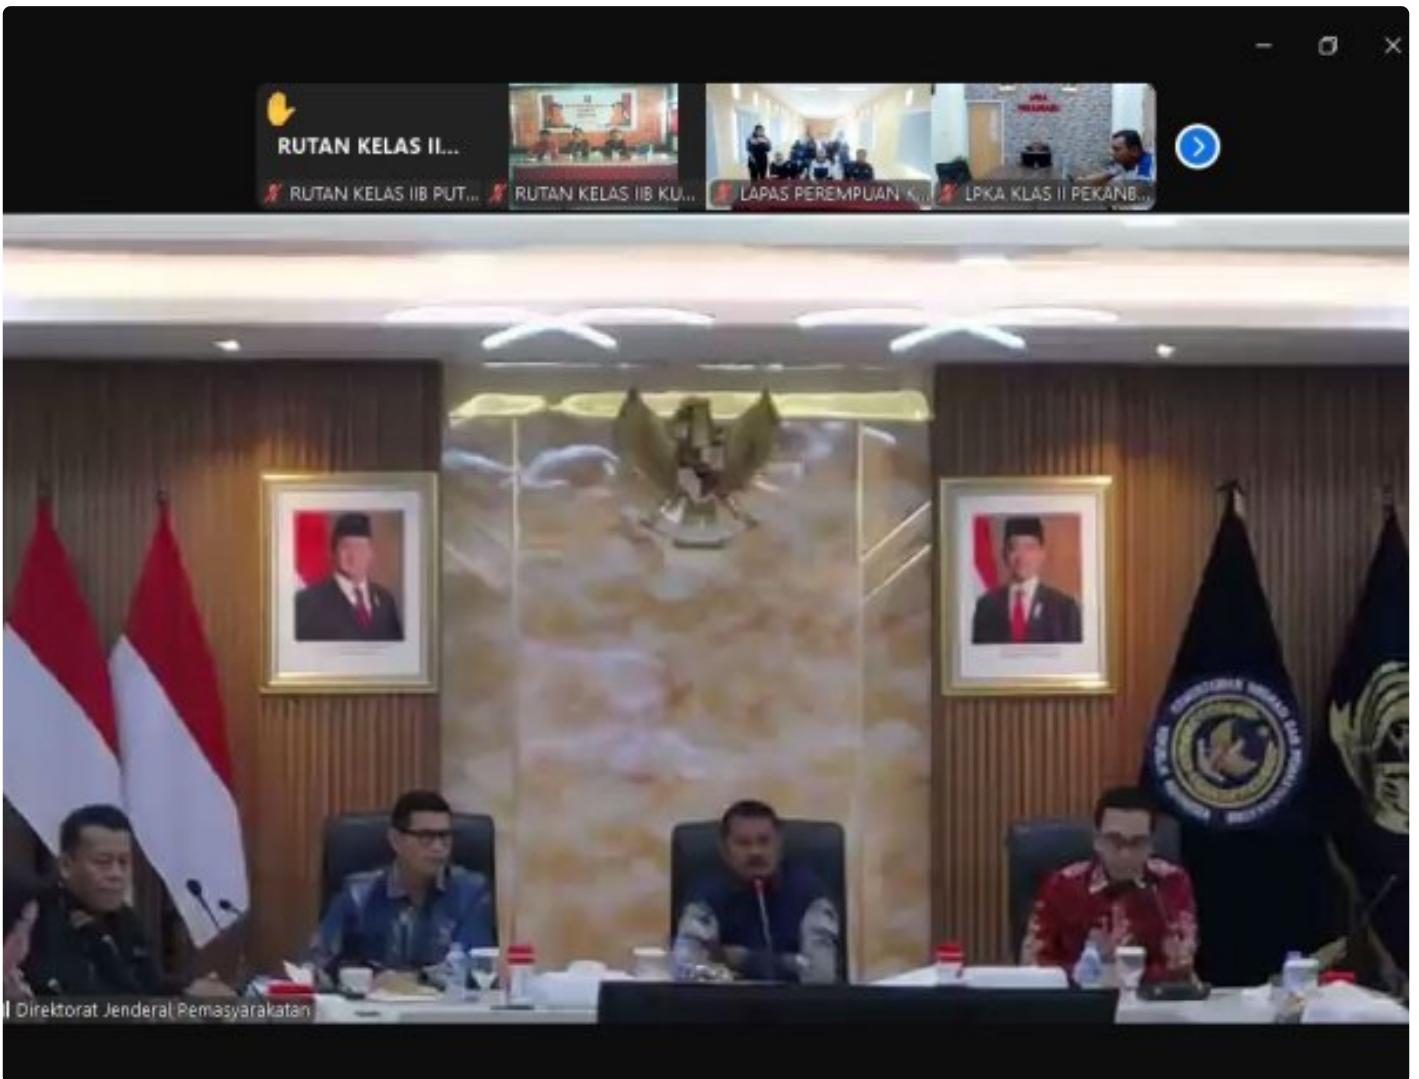 RUTAN KELAS II...
RUTAN KELAS IIB PUT...
RUTAN KELAS IIB KU...
LAPAS PEREMPUAN K...
LPKA KLAS II PEKANB...
Direktorat Jenderal Pemasyarakatan